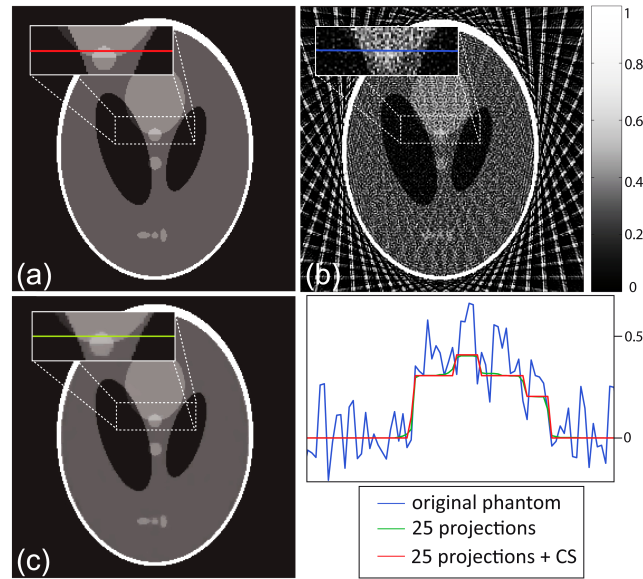 (a)
(b)
1
0.8
0.6
0.4
0.2
0
(c)
0.5
0
original phantom
25 projections
25 projections + CS